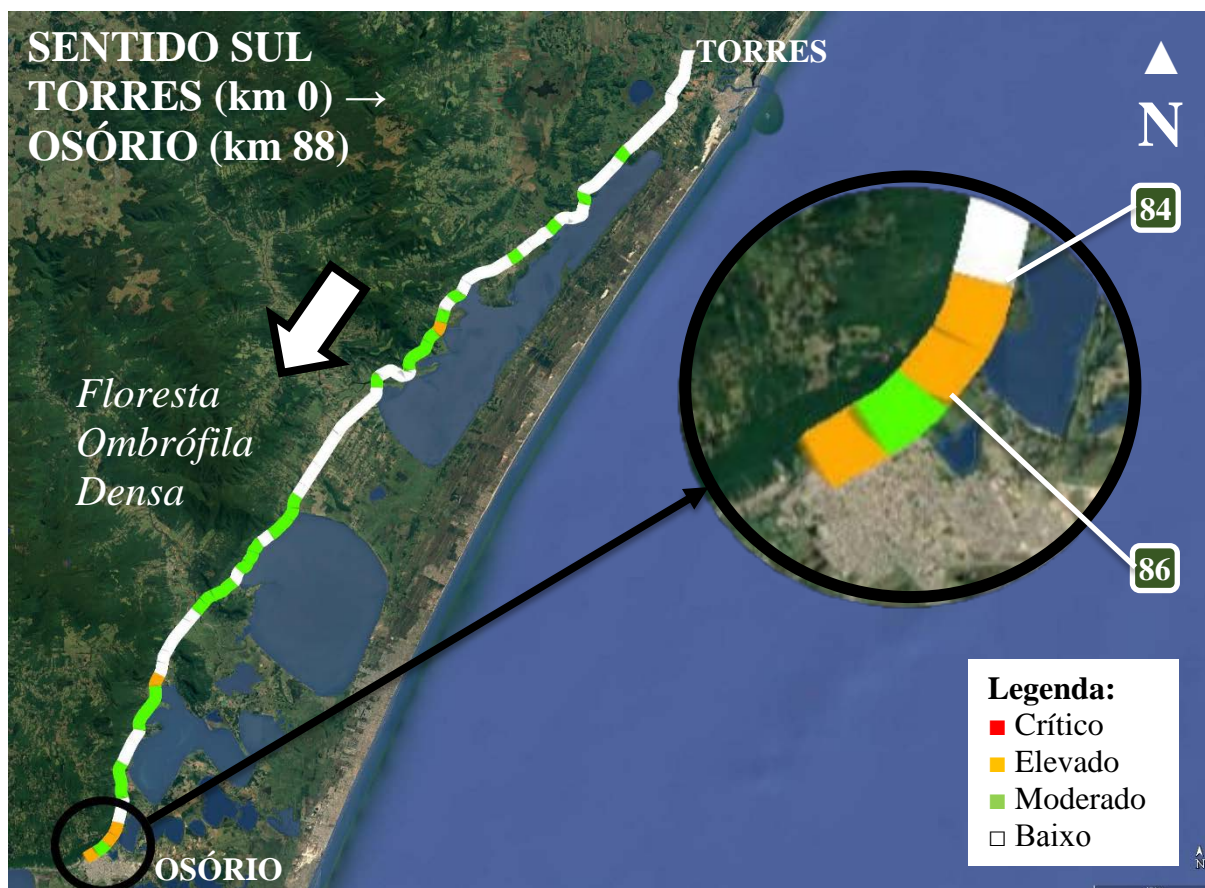 SENTIDO SUL
TORRES (km 0) →
OSÓRIO (km 88)
TORRES
N
84
Floresta
Ombrófila
Densa
86
Legenda:
Crítico
Elevado
Moderado
Baixo
OSÓRIO
N